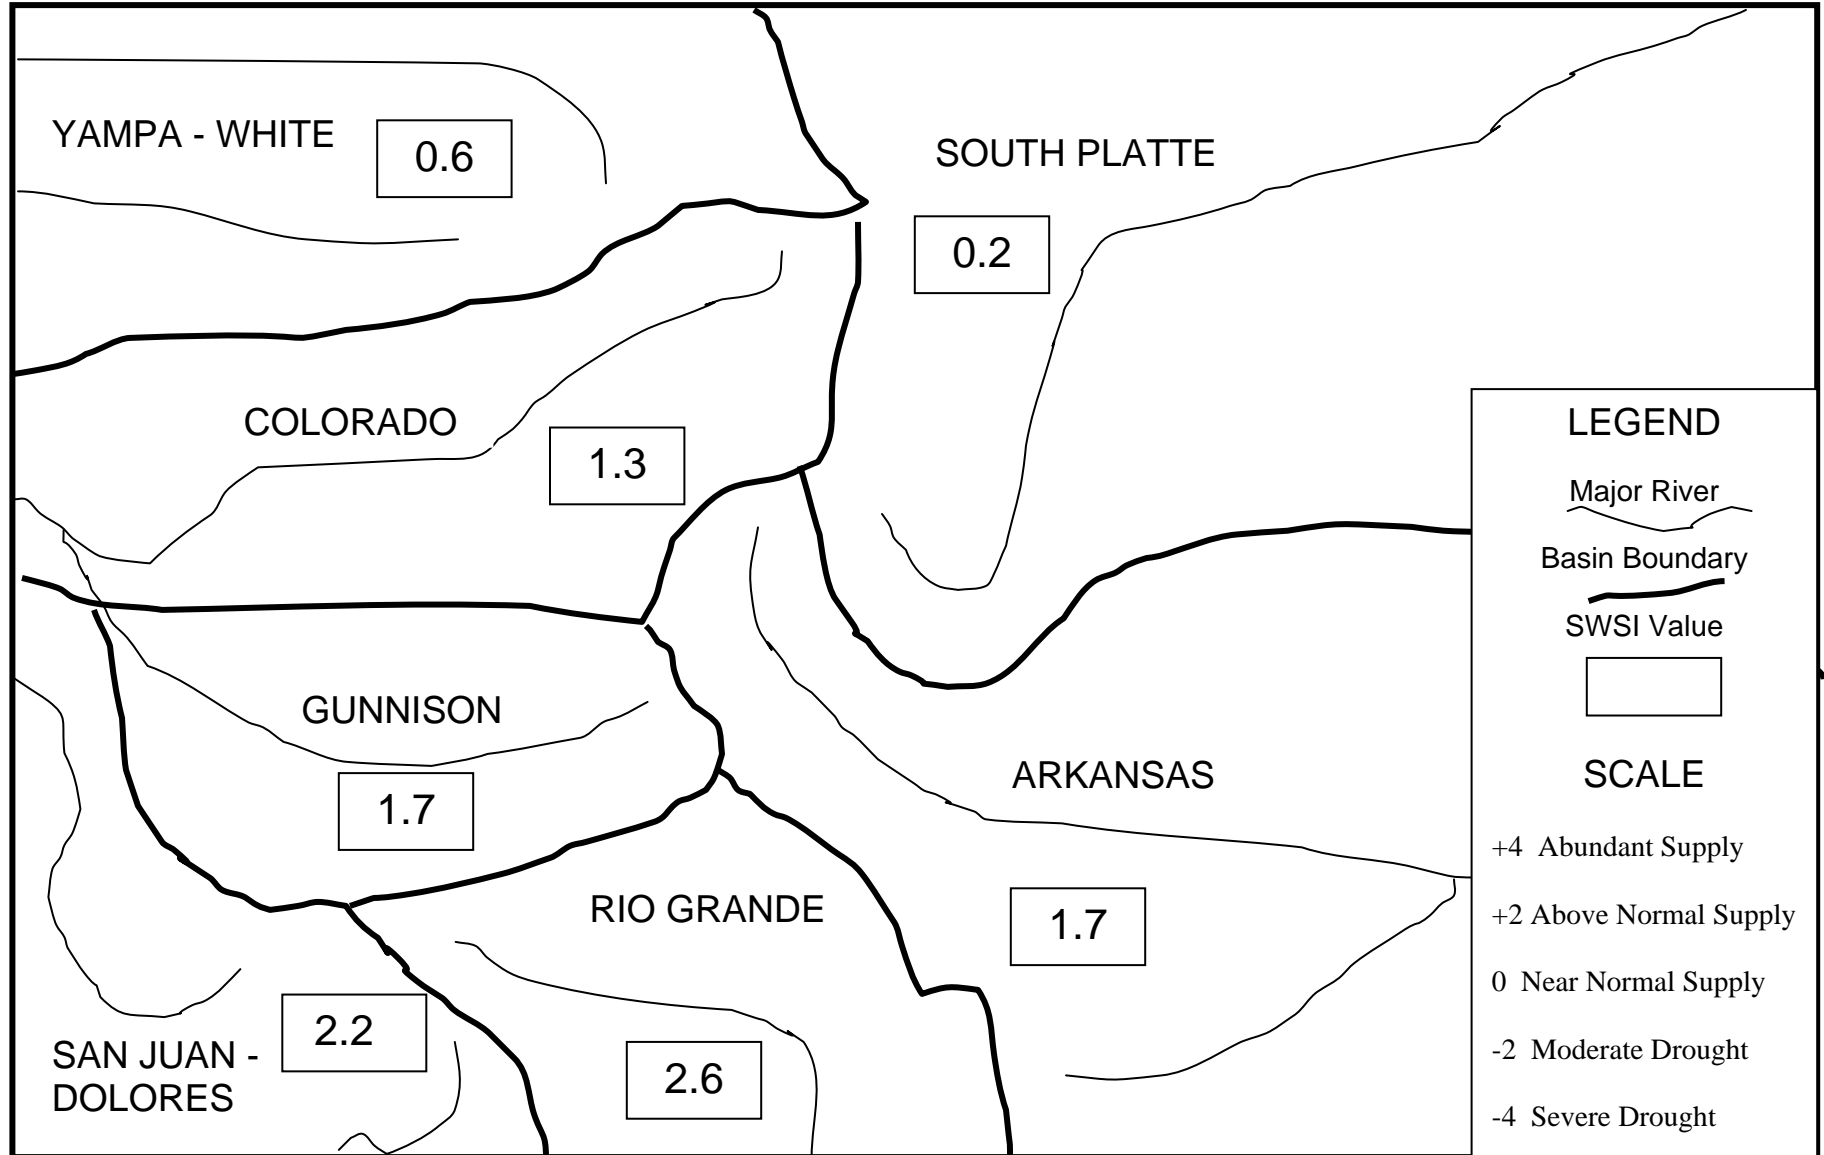 YAMPA - WHITE
0.6
SOUTH PLATTE
0.2
COLORADO
1.3
GUNNISON
1.7
ARKANSAS
1.7
RIO GRANDE
2.6
SAN JUAN -
DOLORES
2.2
LEGEND
Major River
Basin Boundary
SWSI Value
SCALE
+4 Abundant Supply
+2 Above Normal Supply
0 Near Normal Supply
-2 Moderate Drought
-4 Severe Drought